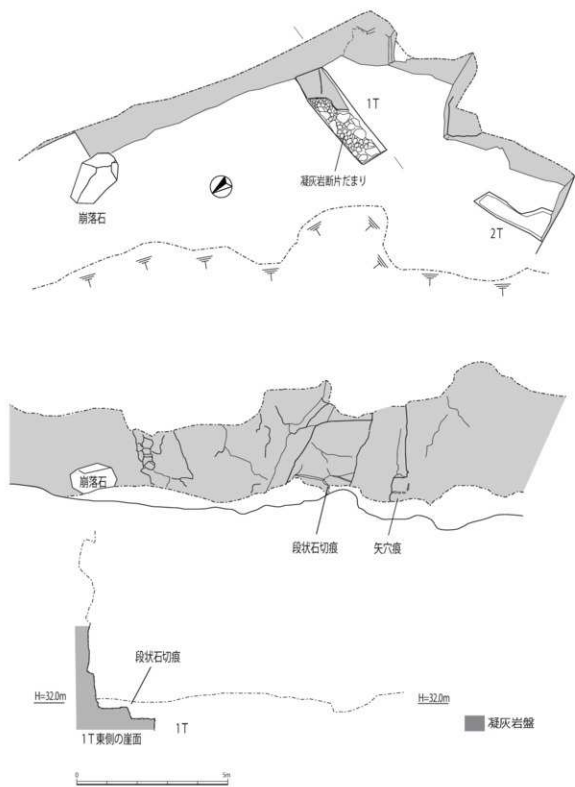 1T
凝灰岩断片だまり
崩落石
2T
崩落石
段状石切痕
矢穴痕
段状石切痕
H=32.0m
H=32.0m
凝灰岩盤
1T東側の崖面
1T
0
5m